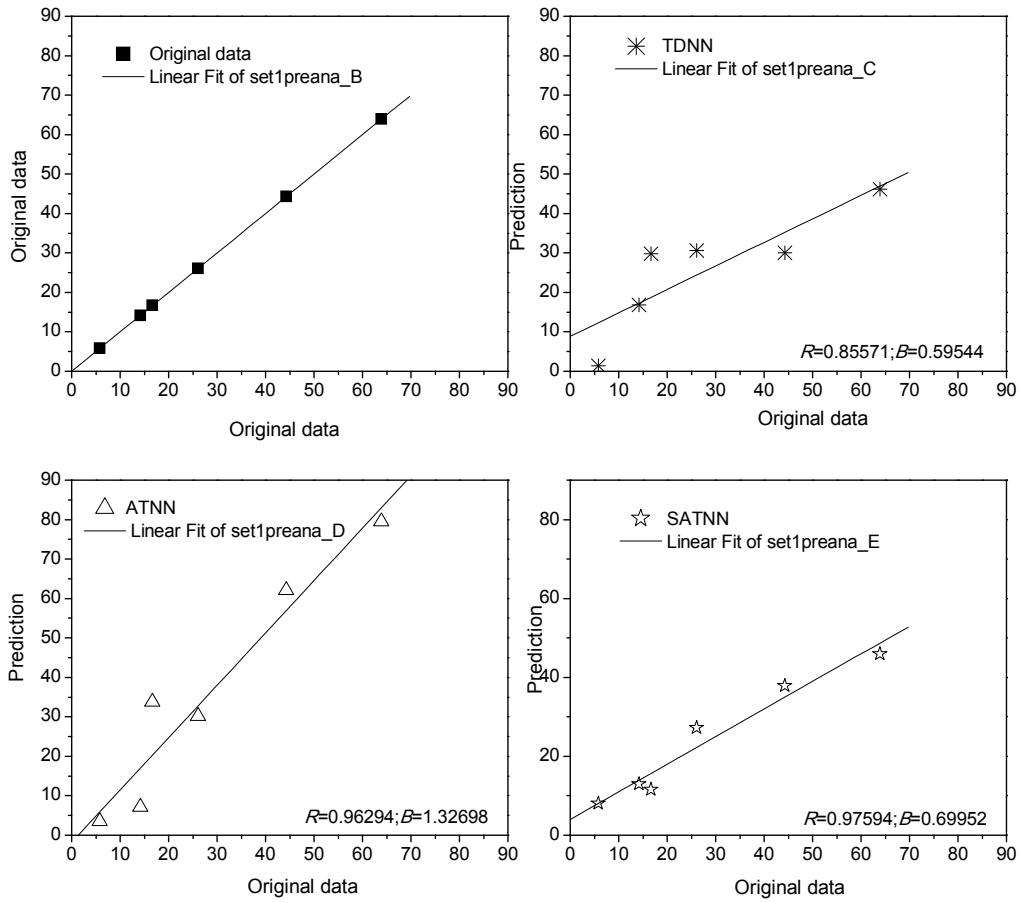 90
80
70
60
50
40
30
20
10
0
Original data
Original data
Linear Fit of set1preana_B
0 10 20 30 40 50 60 70 80 90
Original data
90
80
70
60
50
40
30
20
10
0
Prediction
TDNN
Linear Fit of set1preana_C
R=0.85571;B=0.59544
0 10 20 30 40 50 60 70 80 90
Original data
90
80
70
60
50
40
30
20
10
0
Prediction
ATNN
Linear Fit of set1preana_D
R=0.96294;B=1.32698
0 10 20 30 40 50 60 70 80 90
Original data
80
60
40
20
0
Prediction
SATNN
Linear Fit of set1preana_E
R=0.97594;B=0.69952
0 10 20 30 40 50 60 70 80 90
Original data